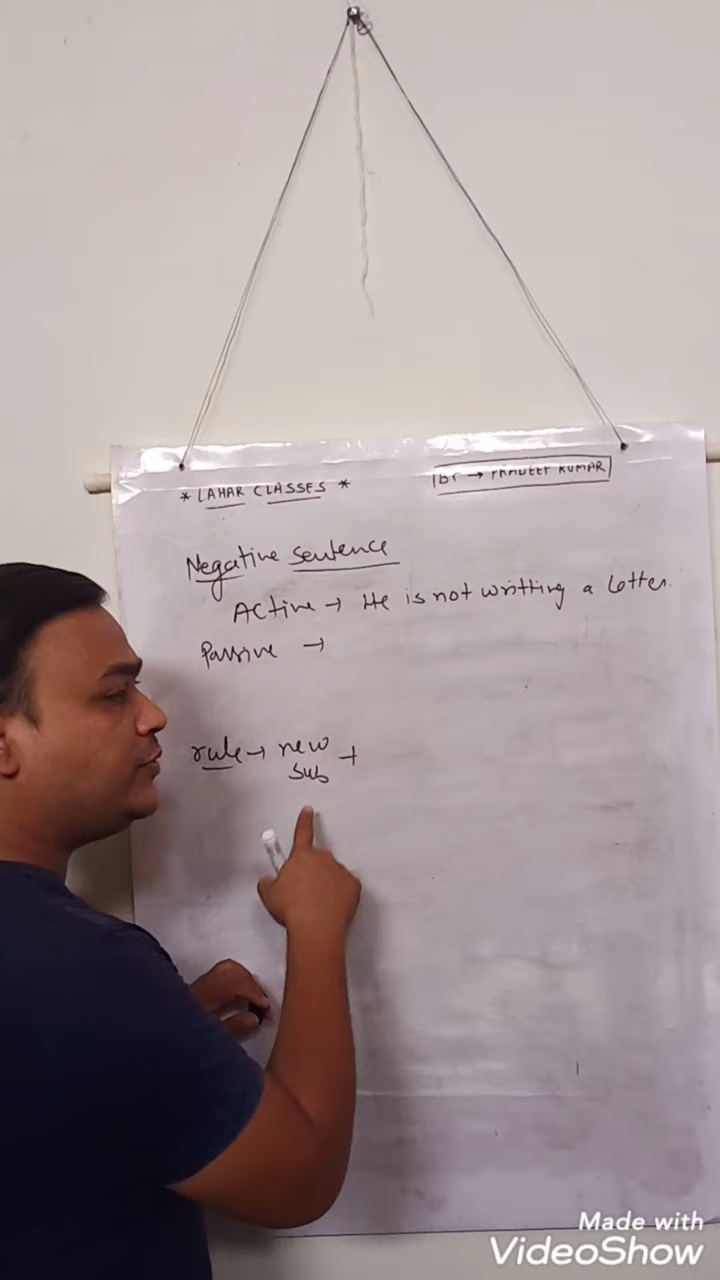 * LAHAR CLASSES *
By → PRADEEP KUMAR
Negative Sentence
Active → He is not writting a Letter.
Passive →
rule → new +
Sub
Made with
VideoShow